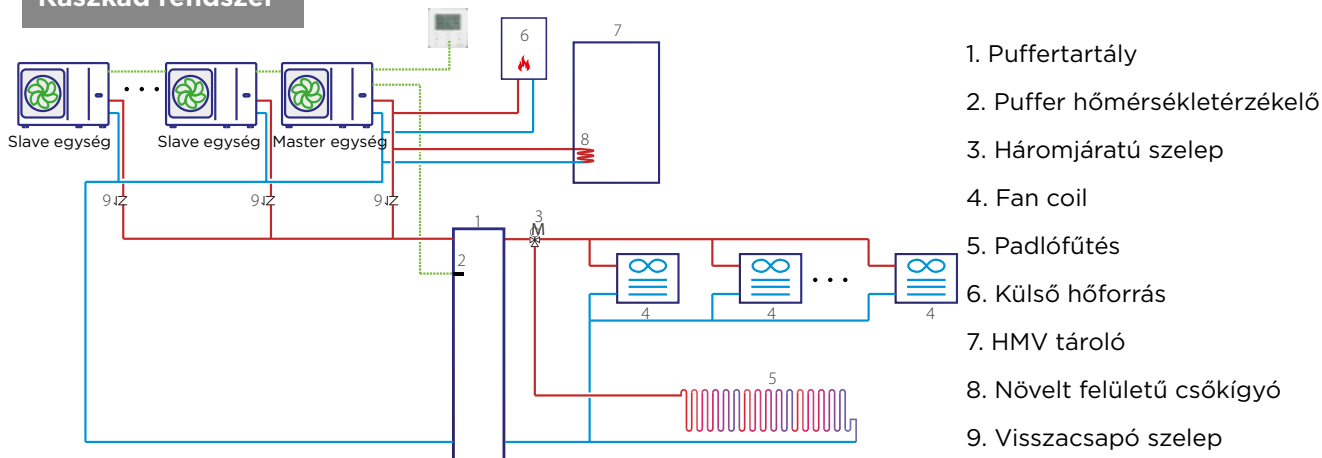 Kaszkád rendszer
6
7
Slave egység
Slave egység
Master egység
8
9
9
9
1
3
M
2
4
4
4
5
1. Puffertartály
2. Puffer hőmérsékletérzékelő
3. Háromjáratú szelep
4. Fan coil
5. Padlófűtés
6. Külső hőforrás
7. HMV tároló
8. Növelt felületű csőkígyó
9. Visszacsapó szelep